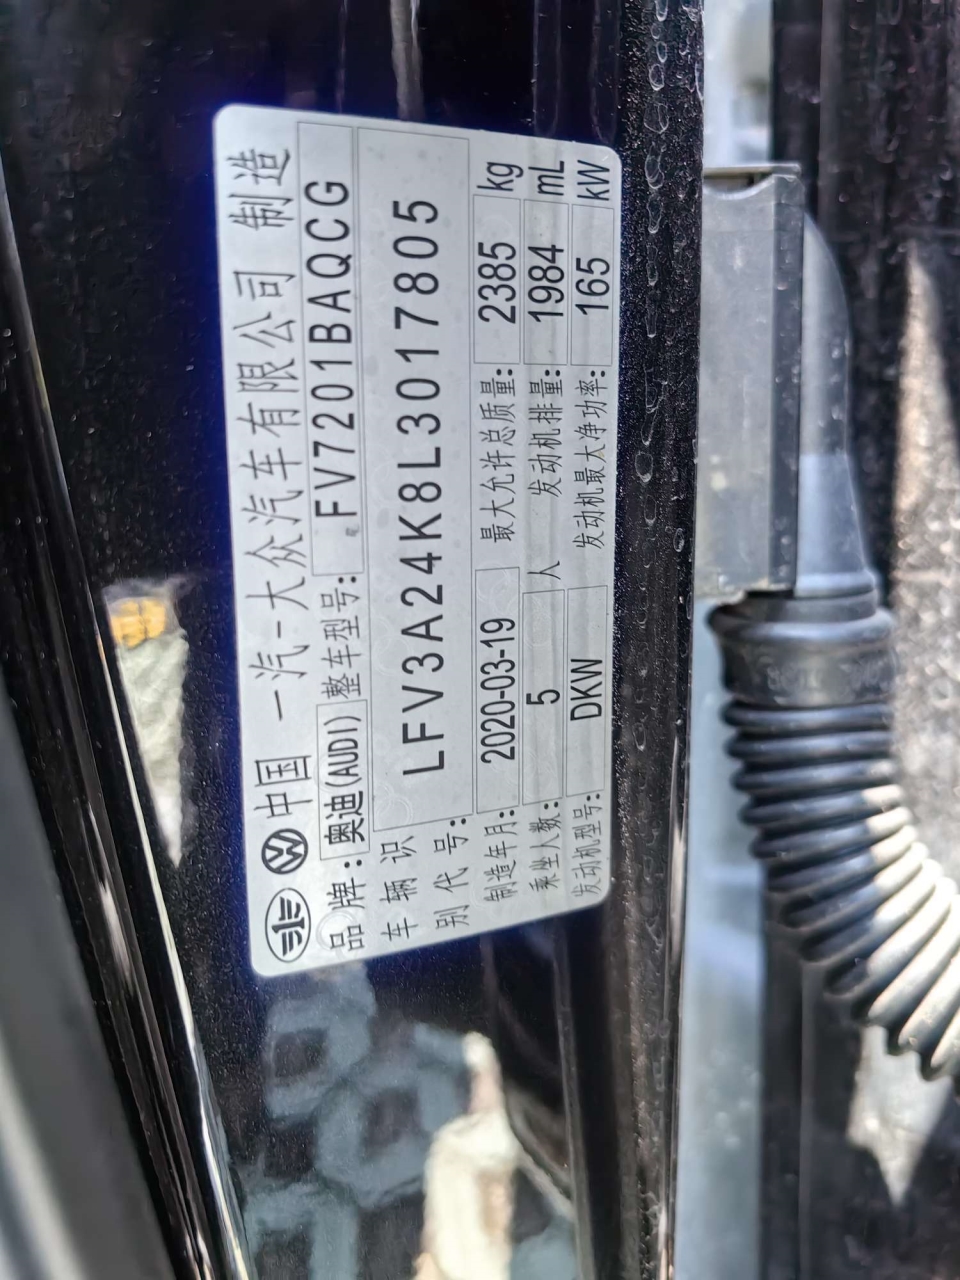 中国 一汽-大众汽车有限公司 制造
品牌: 奥迪(AUDI) 整车型号: FV7201BAQCG
车辆识别代号: LFV3A24K8L3017805
制造年月: 2020-03-19 最大允许总质量: 2385 kg
乘坐人数: 5 人 发动机排量: 1984 mL
发动机型号: DKW 发动机最大净功率: 165 kW